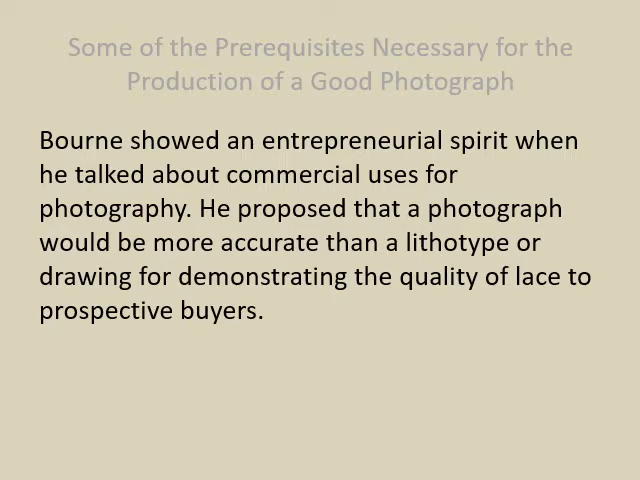 Some of the Prerequisites Necessary for the
Production of a Good Photograph
Bourne showed an entrepreneurial spirit when
he talked about commercial uses for
photography. He proposed that a photograph
would be more accurate than a lithotype or
drawing for demonstrating the quality of lace to
prospective buyers.